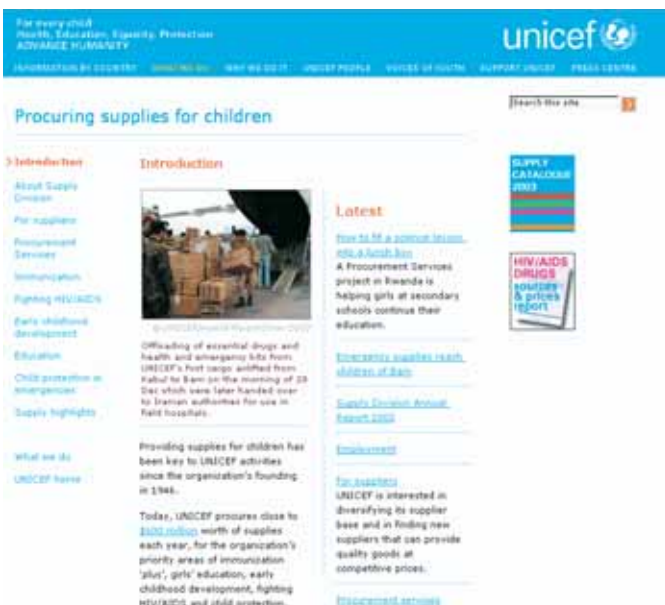 For every child
Health, Education, Equality, Protection
ADVANCE HUMANITY
unicef
INFORMATION BY COUNTRY WHAT WE DO WHY WE DO IT UNICEF PEOPLE VOICES OF YOUTH SUPPORT UNICEF PRESS CENTRE
Search this site
Procuring supplies for children
Introduction
About Supply
Division
For suppliers
Procurement
Services
Immunization
Fighting HIV/AIDS
Early childhood
development
Education
Child protection in
emergencies
Supply highlights
What we do
UNICEF home
Introduction
Offloading of essential drugs and
health and emergency kits from
UNICEF's first cargo airlifted from
Kabul to Bam on the morning of 29
Dec which were later handed over
to Iranian authorities for use in
field hospitals.
Providing supplies for children has
been key to UNICEF activities
since the organization's founding
in 1946.
Today, UNICEF procures close to
$600 million worth of supplies
each year, for the organization's
priority areas of immunization
'plus', girls' education, early
childhood development, fighting
HIV/AIDS and child protection.
Latest
How to fit a science lesson
into a lunch box
A Procurement Services
project in Rwanda is
helping girls at secondary
schools continue their
education.
Emergency supplies reach
children of Bam
Supply Division Annual
Report 2002
Employment
For suppliers
UNICEF is interested in
diversifying its supplier
base and in finding new
suppliers that can provide
quality goods at
competitive prices.
Procurement services
SUPPLY
CATALOGUE
2003
HIV/AIDS
DRUGS
sources
& prices
report